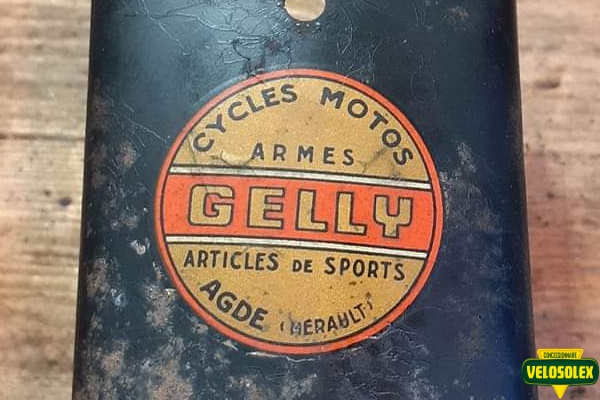 CYCLES MOTOS
ARMES
GELLY
ARTICLES DE SPORTS
AGDE (HERAULT)
CONCESSIONNAIRE
VELOSOLEX